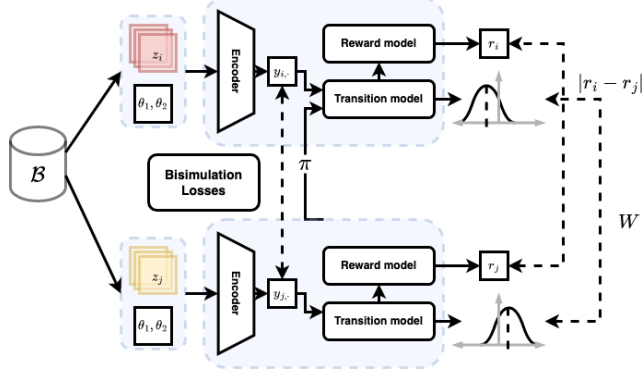 z_i
θ_1, θ_2
Encoder
y_{i,·}
Reward model
Transition model
r_i
|r_i − r_j|
B
Bisimulation
Losses
π
W
z_j
θ_1, θ_2
Encoder
y_{j,·}
Reward model
Transition model
r_j